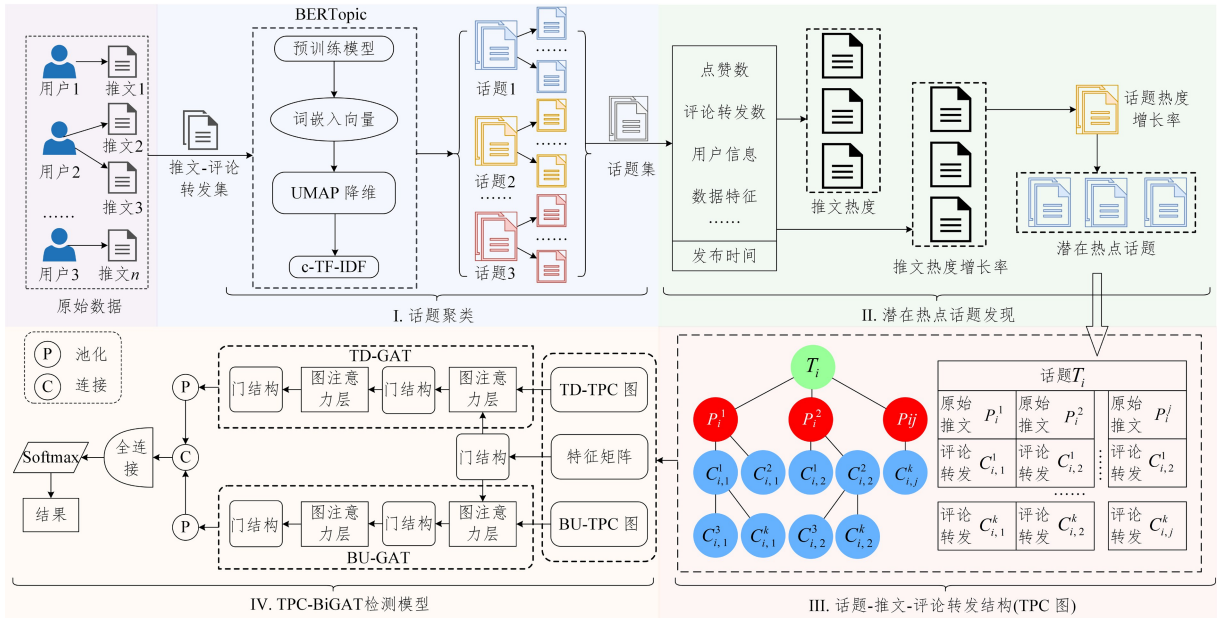 用户1
推文1
推文2
用户2
推文3
……
用户3
推文n
原始数据
推文-评论
转发集
BERTopic
预训练模型
词嵌入向量
UMAP 降维
c-TF-IDF
话题1
……
话题2
……
话题3
……
I. 话题聚类
话题集
点赞数
评论转发数
用户信息
数据特征
……
发布时间
推文热度
推文热度增长率
话题热度
增长率
潜在热点话题
II. 潜在热点话题发现
T_i
P_i^1
P_i^2
Pij
C_{i,1}^1
C_{i,1}^2
C_{i,2}^1
C_{i,2}^2
C_{i,j}^k
C_{i,1}^3
C_{i,1}^k
C_{i,2}^3
C_{i,2}^k
话题T_i
原始推文 P_i^1
原始推文 P_i^2
原始推文 P_i^j
评论转发 C_{i,1}^1
评论转发 C_{i,2}^1
评论转发 C_{i,2}^1
……
评论转发 C_{i,1}^k
评论转发 C_{i,2}^k
评论转发 C_{i,j}^k
III. 话题-推文-评论转发结构(TPC 图)
P 池化
C 连接
TD-GAT
门结构
图注意力层
门结构
图注意力层
TD-TPC 图
特征矩阵
BU-TPC 图
门结构
P
C
P
全连接
Softmax
结果
门结构
图注意力层
门结构
图注意力层
BU-GAT
IV. TPC-BiGAT检测模型